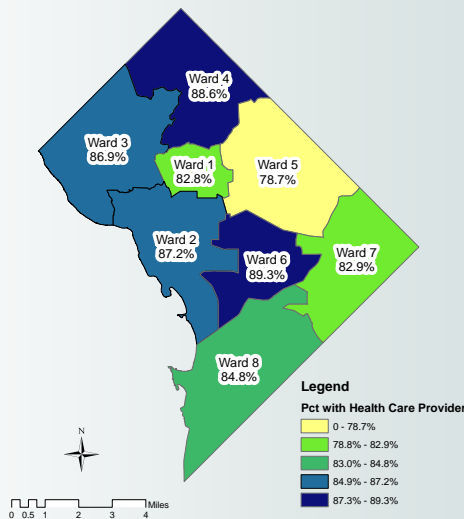 Ward 4
88.6%
Ward 3
86.9%
Ward 1
82.8%
Ward 5
78.7%
Ward 2
87.2%
Ward 6
89.3%
Ward 7
82.9%
Ward 8
84.8%
Legend
Pct with Health Care Provider
0 - 78.7%
78.8% - 82.9%
83.0% - 84.8%
84.9% - 87.2%
87.3% - 89.3%
N
Miles
0 0.5 1 2 3 4